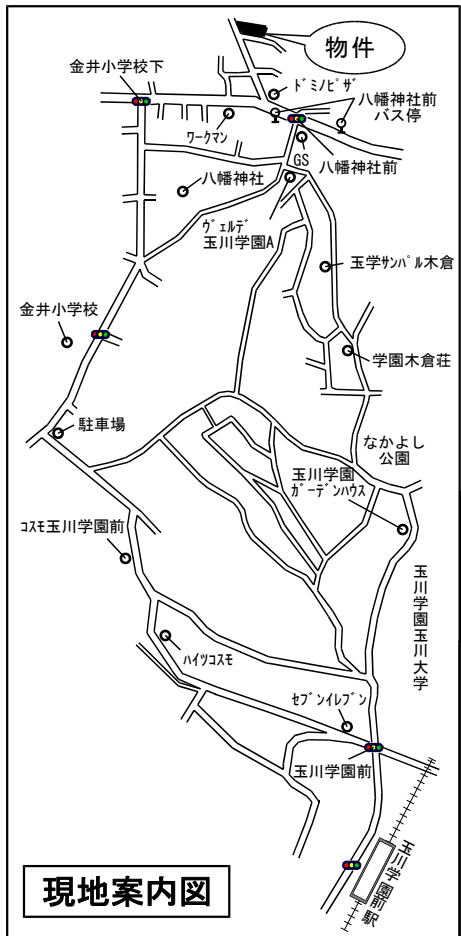 物件
金井小学校下
ﾄﾞﾐﾉﾋﾟｻﾞ
八幡神社前
バス停
ﾜｰｸﾏﾝ
GS
八幡神社前
八幡神社
ｳﾞｪﾙﾃﾞ
玉川学園A
玉学ｻﾝﾊﾟﾙ木倉
金井小学校
学園木倉荘
駐車場
なかよし
公園
玉川学園
ｶﾞｰﾃﾞﾝﾊｳｽ
ｺｽﾓ玉川学園前
玉川学園玉川大学
ﾊｲﾂｺｽﾓ
ｾﾌﾞﾝｲﾚﾌﾞﾝ
玉川学園前
玉川学園前駅
現地案内図